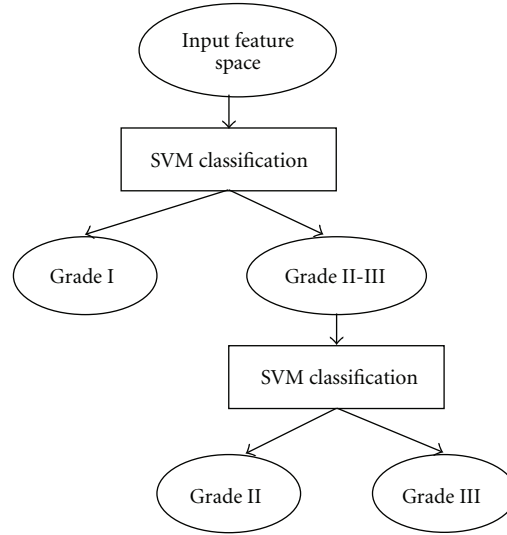 Input feature
space
SVM classification
Grade I
Grade II-III
SVM classification
Grade II
Grade III